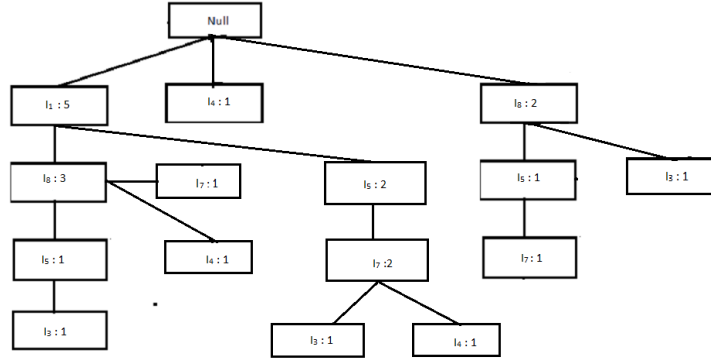 Null
I₁ : 5
I₄ : 1
I₈ : 2
I₈ : 3
I₇ : 1
I₅ : 2
I₅ : 1
I₃ : 1
I₅ : 1
I₄ : 1
I₇ :2
I₇ : 1
I₃ : 1
I₃ : 1
I₄ : 1